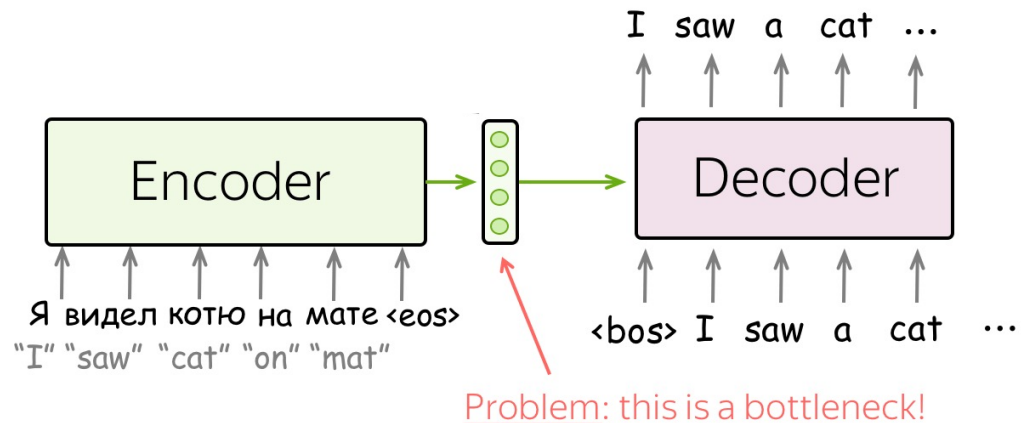 I saw a cat ...
Encoder
Decoder
Я видел котю на мате <eos>
"I" "saw" "cat" "on" "mat"
<bos> I saw a cat ...
Problem: this is a bottleneck!